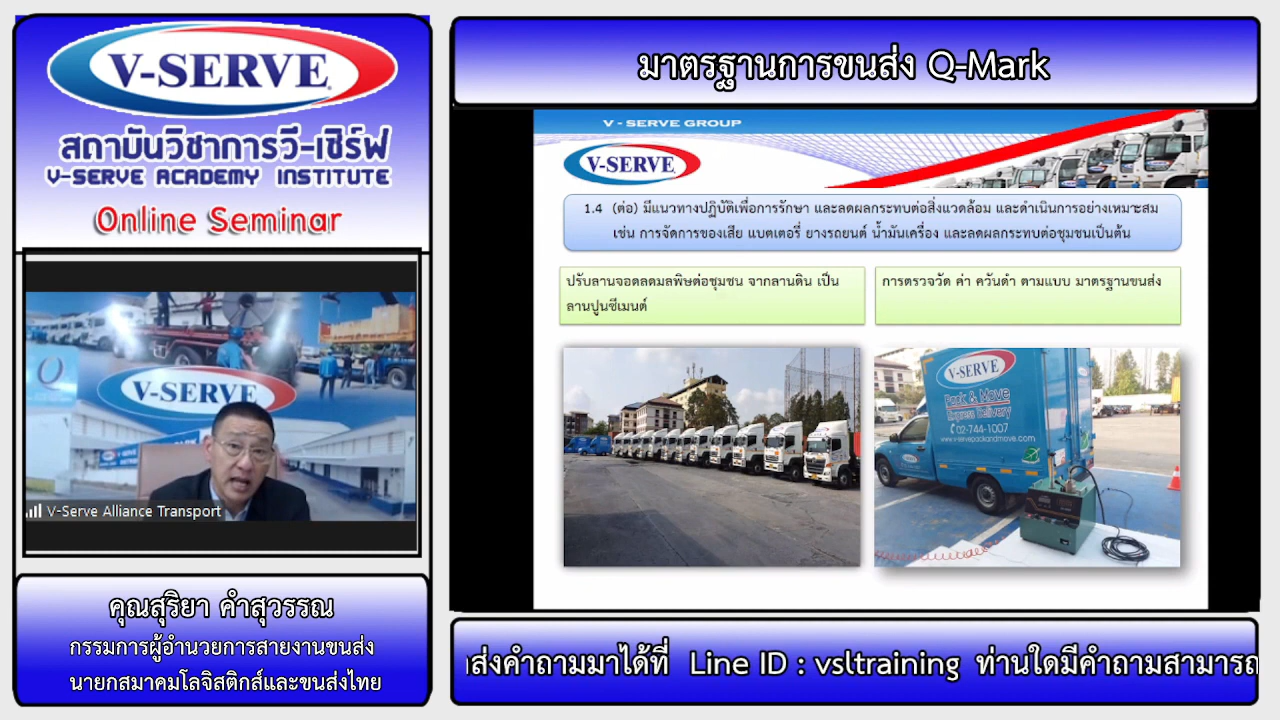 V-SERVE
สถาบันวิชาการวี-เซิร์ฟ
V-SERVE ACADEMY INSTITUTE
Online Seminar
V-SERVE
V-Serve Alliance Transport
คุณสุริยา คำสุวรรณ
กรรมการผู้อำนวยการสายงานขนส่ง
นายกสมาคมโลจิสติกส์และขนส่งไทย
มาตรฐานการขนส่ง Q-Mark
V - SERVE GROUP
V-SERVE
1.4 (ต่อ) มีแนวทางปฏิบัติเพื่อการรักษา และลดผลกระทบต่อสิ่งแวดล้อม และดำเนินการอย่างเหมาะสม
เช่น การจัดการของเสีย แบตเตอรี่ ยางรถยนต์ น้ำมันเครื่อง และลดผลกระทบต่อชุมชนเป็นต้น
ปรับลานจอดลดมลพิษต่อชุมชน จากลานดิน เป็น
ลานปูนซีเมนต์
การตรวจวัด ค่า ควันดำ ตามแบบ มาตรฐานขนส่ง
V-SERVE
Pack & Move
Express Delivery
02-744-1007
www.v-servepackandmove.com
ส่งคำถามมาได้ที่ Line ID : vsltraining ท่านใดมีคำถามสามารถ